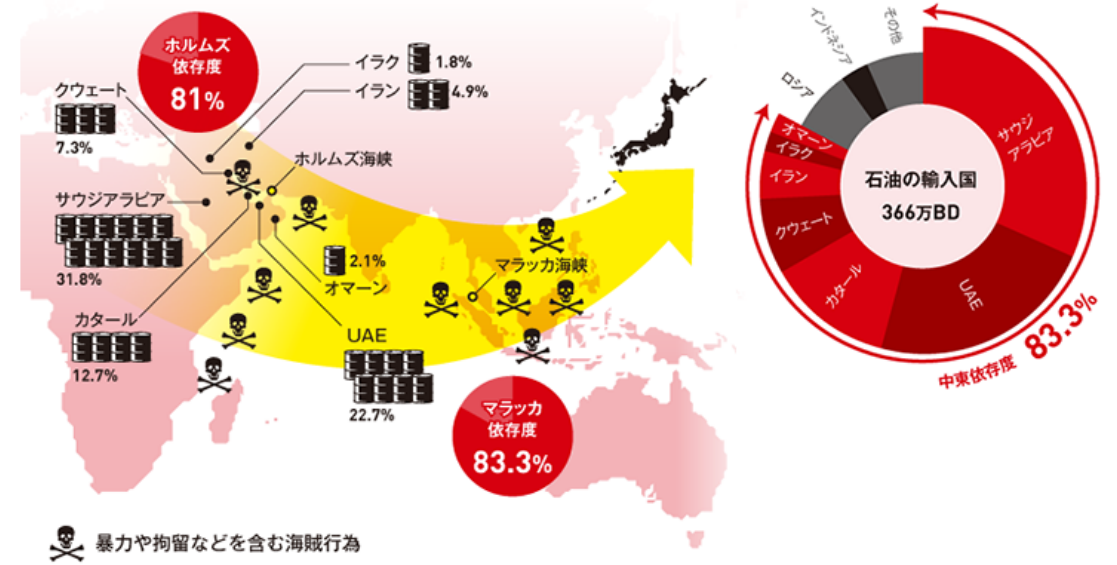 ホルムズ
依存度
81%
イラク
1.8%
イラン
4.9%
クウェート
7.3%
ホルムズ海峡
サウジアラビア
31.8%
2.1%
オマーン
マラッカ海峡
カタール
12.7%
UAE
22.7%
マラッカ
依存度
83.3%
暴力や拘留などを含む海賊行為
その他
インドネシア
ロシア
オマーン
イラク
イラン
クウェート
カタール
UAE
サウジ
アラビア
石油の輸入国
366万BD
中東依存度
83.3%